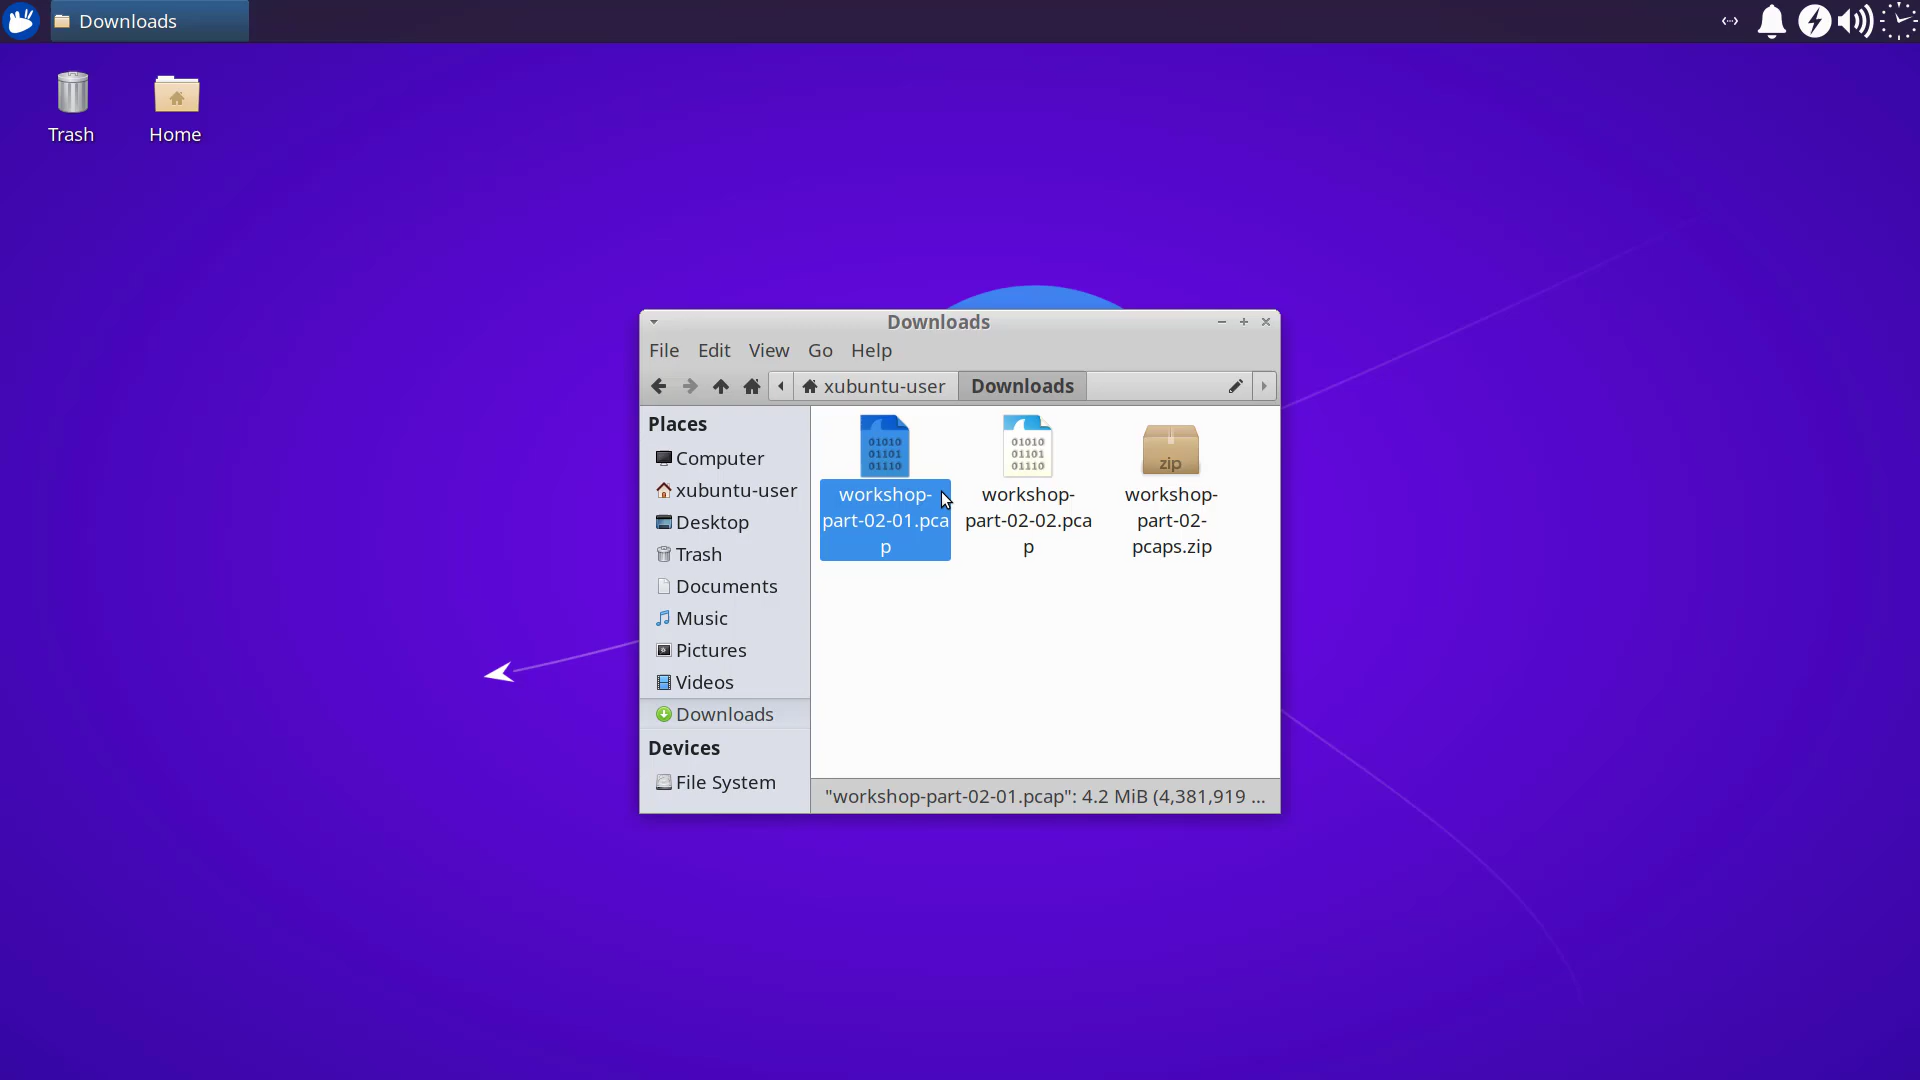 Downloads
Trash
Home
Downloads
File Edit View Go Help
xubuntu-user Downloads
Places
Computer
xubuntu-user
Desktop
Trash
Documents
Music
Pictures
Videos
Downloads
Devices
File System
01010
01101
01110
workshop-
part-02-01.pca
p
01010
01101
01110
workshop-
part-02-02.pca
p
zip
workshop-
part-02-
pcaps.zip
"workshop-part-02-01.pcap": 4.2 MiB (4,381,919 ...